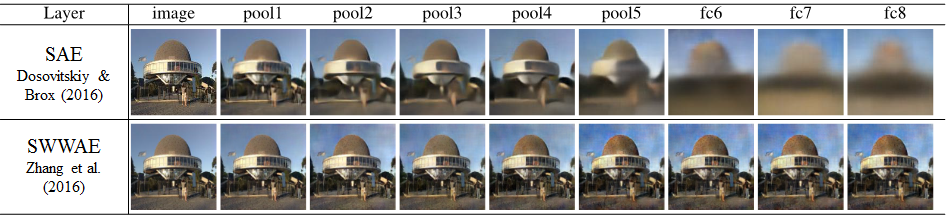 Layer image pool1 pool2 pool3 pool4 pool5 fc6 fc7 fc8
SAE
Dosovitskiy &
Brox (2016)
SWWAE
Zhang et al.
(2016)